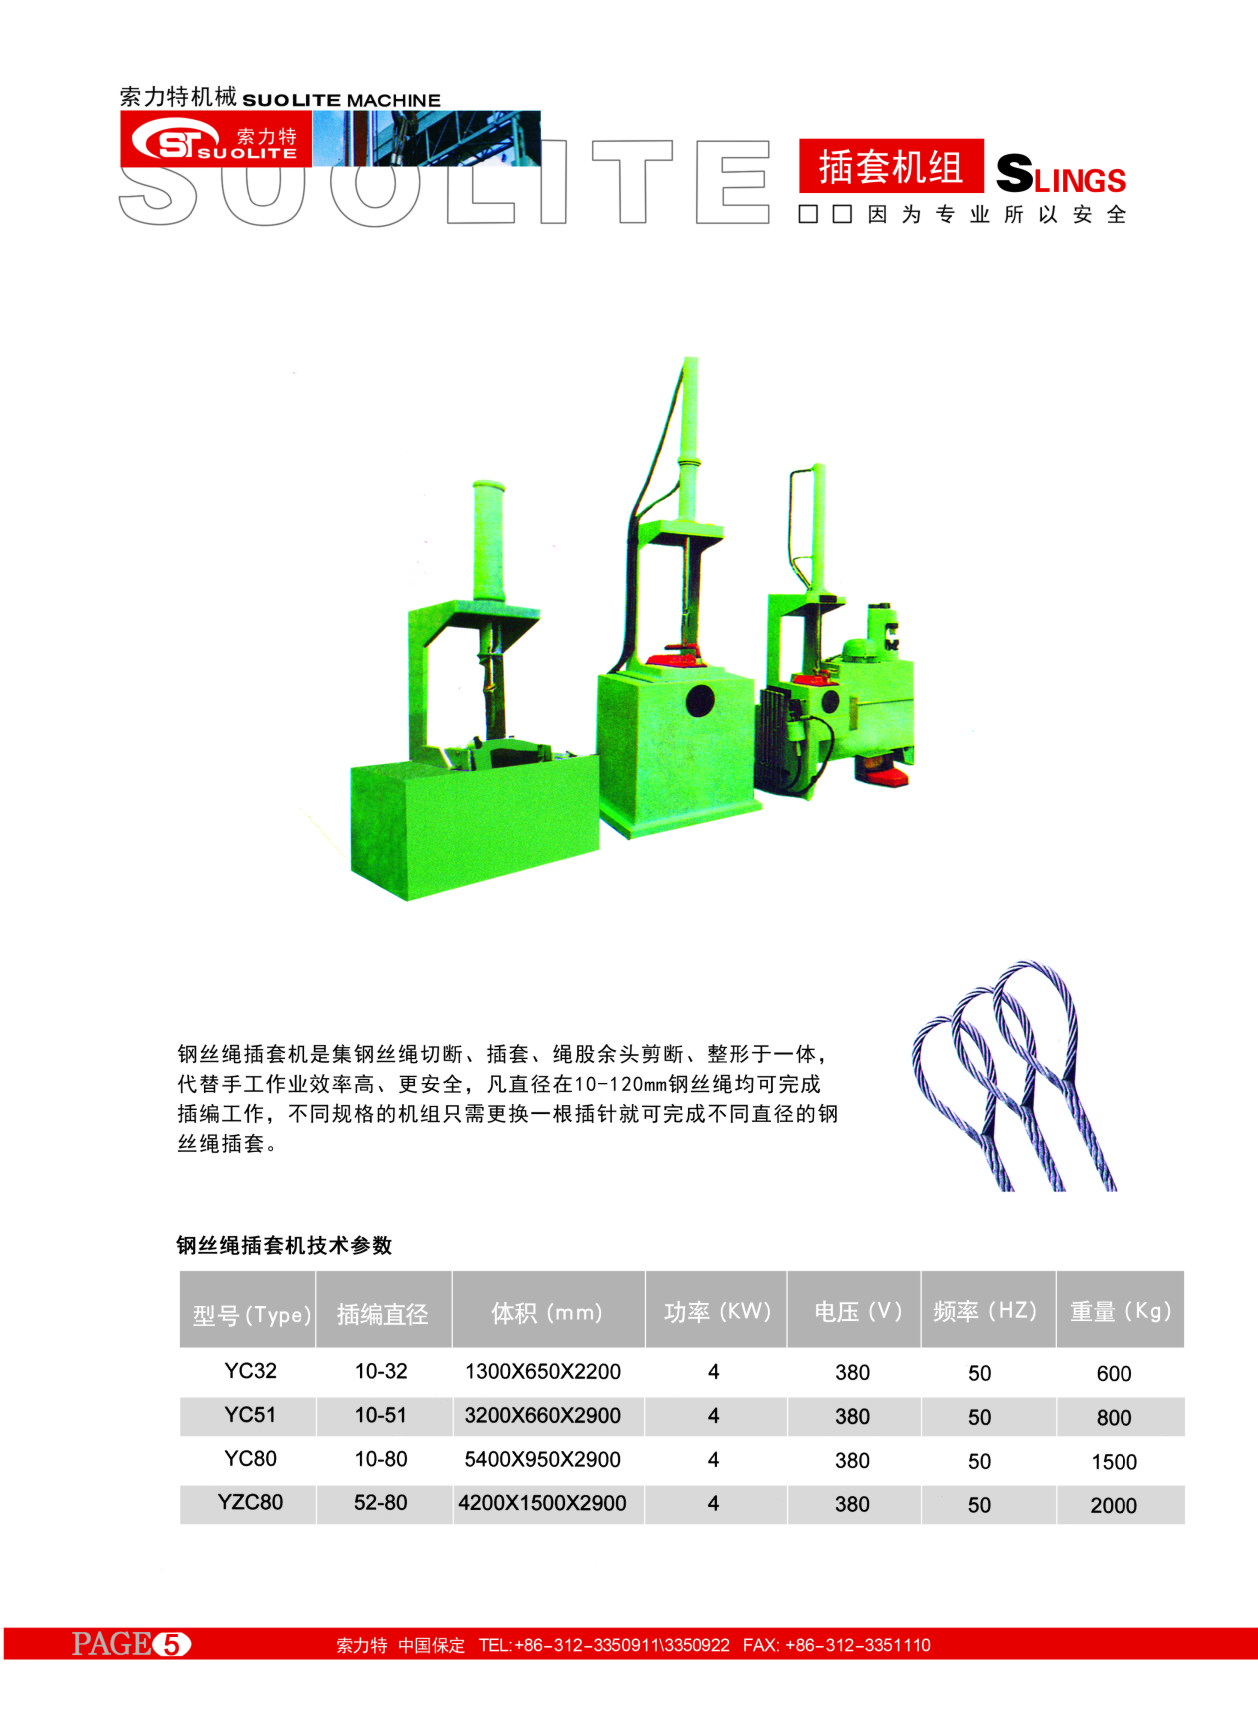 索力特机械 SUOLITE MACHINE
ST 索力特
SUOLITE
SUOLITE
插套机组 SLINGS
□□因为专业所以安全
钢丝绳插套机是集钢丝绳切断、插套、绳股余头剪断、整形于一体，
代替手工作业效率高、更安全，凡直径在10-120mm钢丝绳均可完成
插编工作，不同规格的机组只需更换一根插针就可完成不同直径的钢
丝绳插套。
钢丝绳插套机技术参数
型号(Type) 插编直径 体积(mm) 功率(KW) 电压(V) 频率(HZ) 重量(Kg)
YC32 10-32 1300X650X2200 4 380 50 600
YC51 10-51 3200X660X2900 4 380 50 800
YC80 10-80 5400X950X2900 4 380 50 1500
YZC80 52-80 4200X1500X2900 4 380 50 2000
PAGE 5 索力特 中国保定 TEL:+86-312-3350911\3350922 FAX: +86-312-3351110